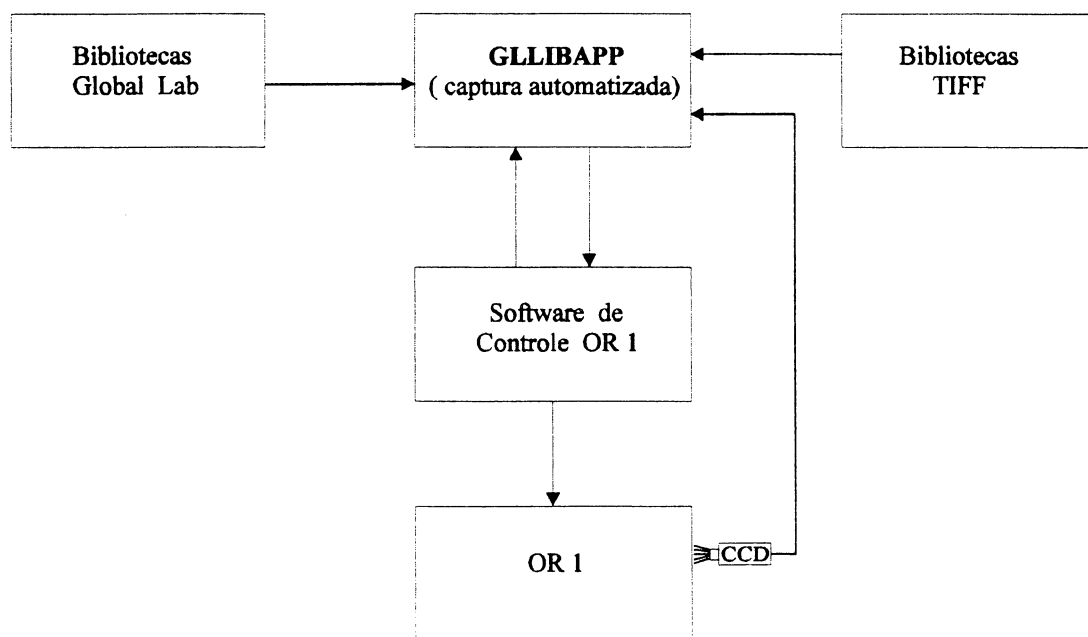 Bibliotecas
Global Lab
GLLIBAPP
( captura automatizada)
Bibliotecas
TIFF
Software de
Controle OR 1
OR 1
CCD